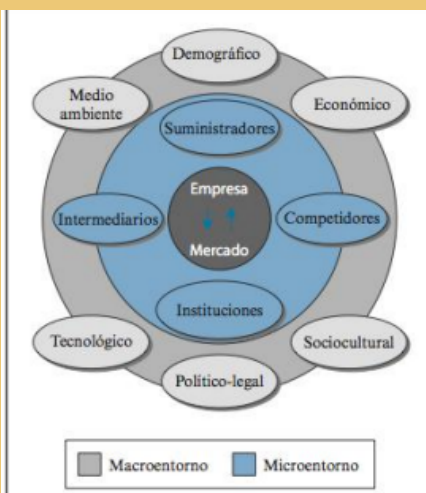 Demográfico
Medio
ambiente
Económico
Suministradores
Empresa
Intermediarios
Competidores
Mercado
Instituciones
Tecnológico
Sociocultural
Político-legal
Macroentorno
Microentorno